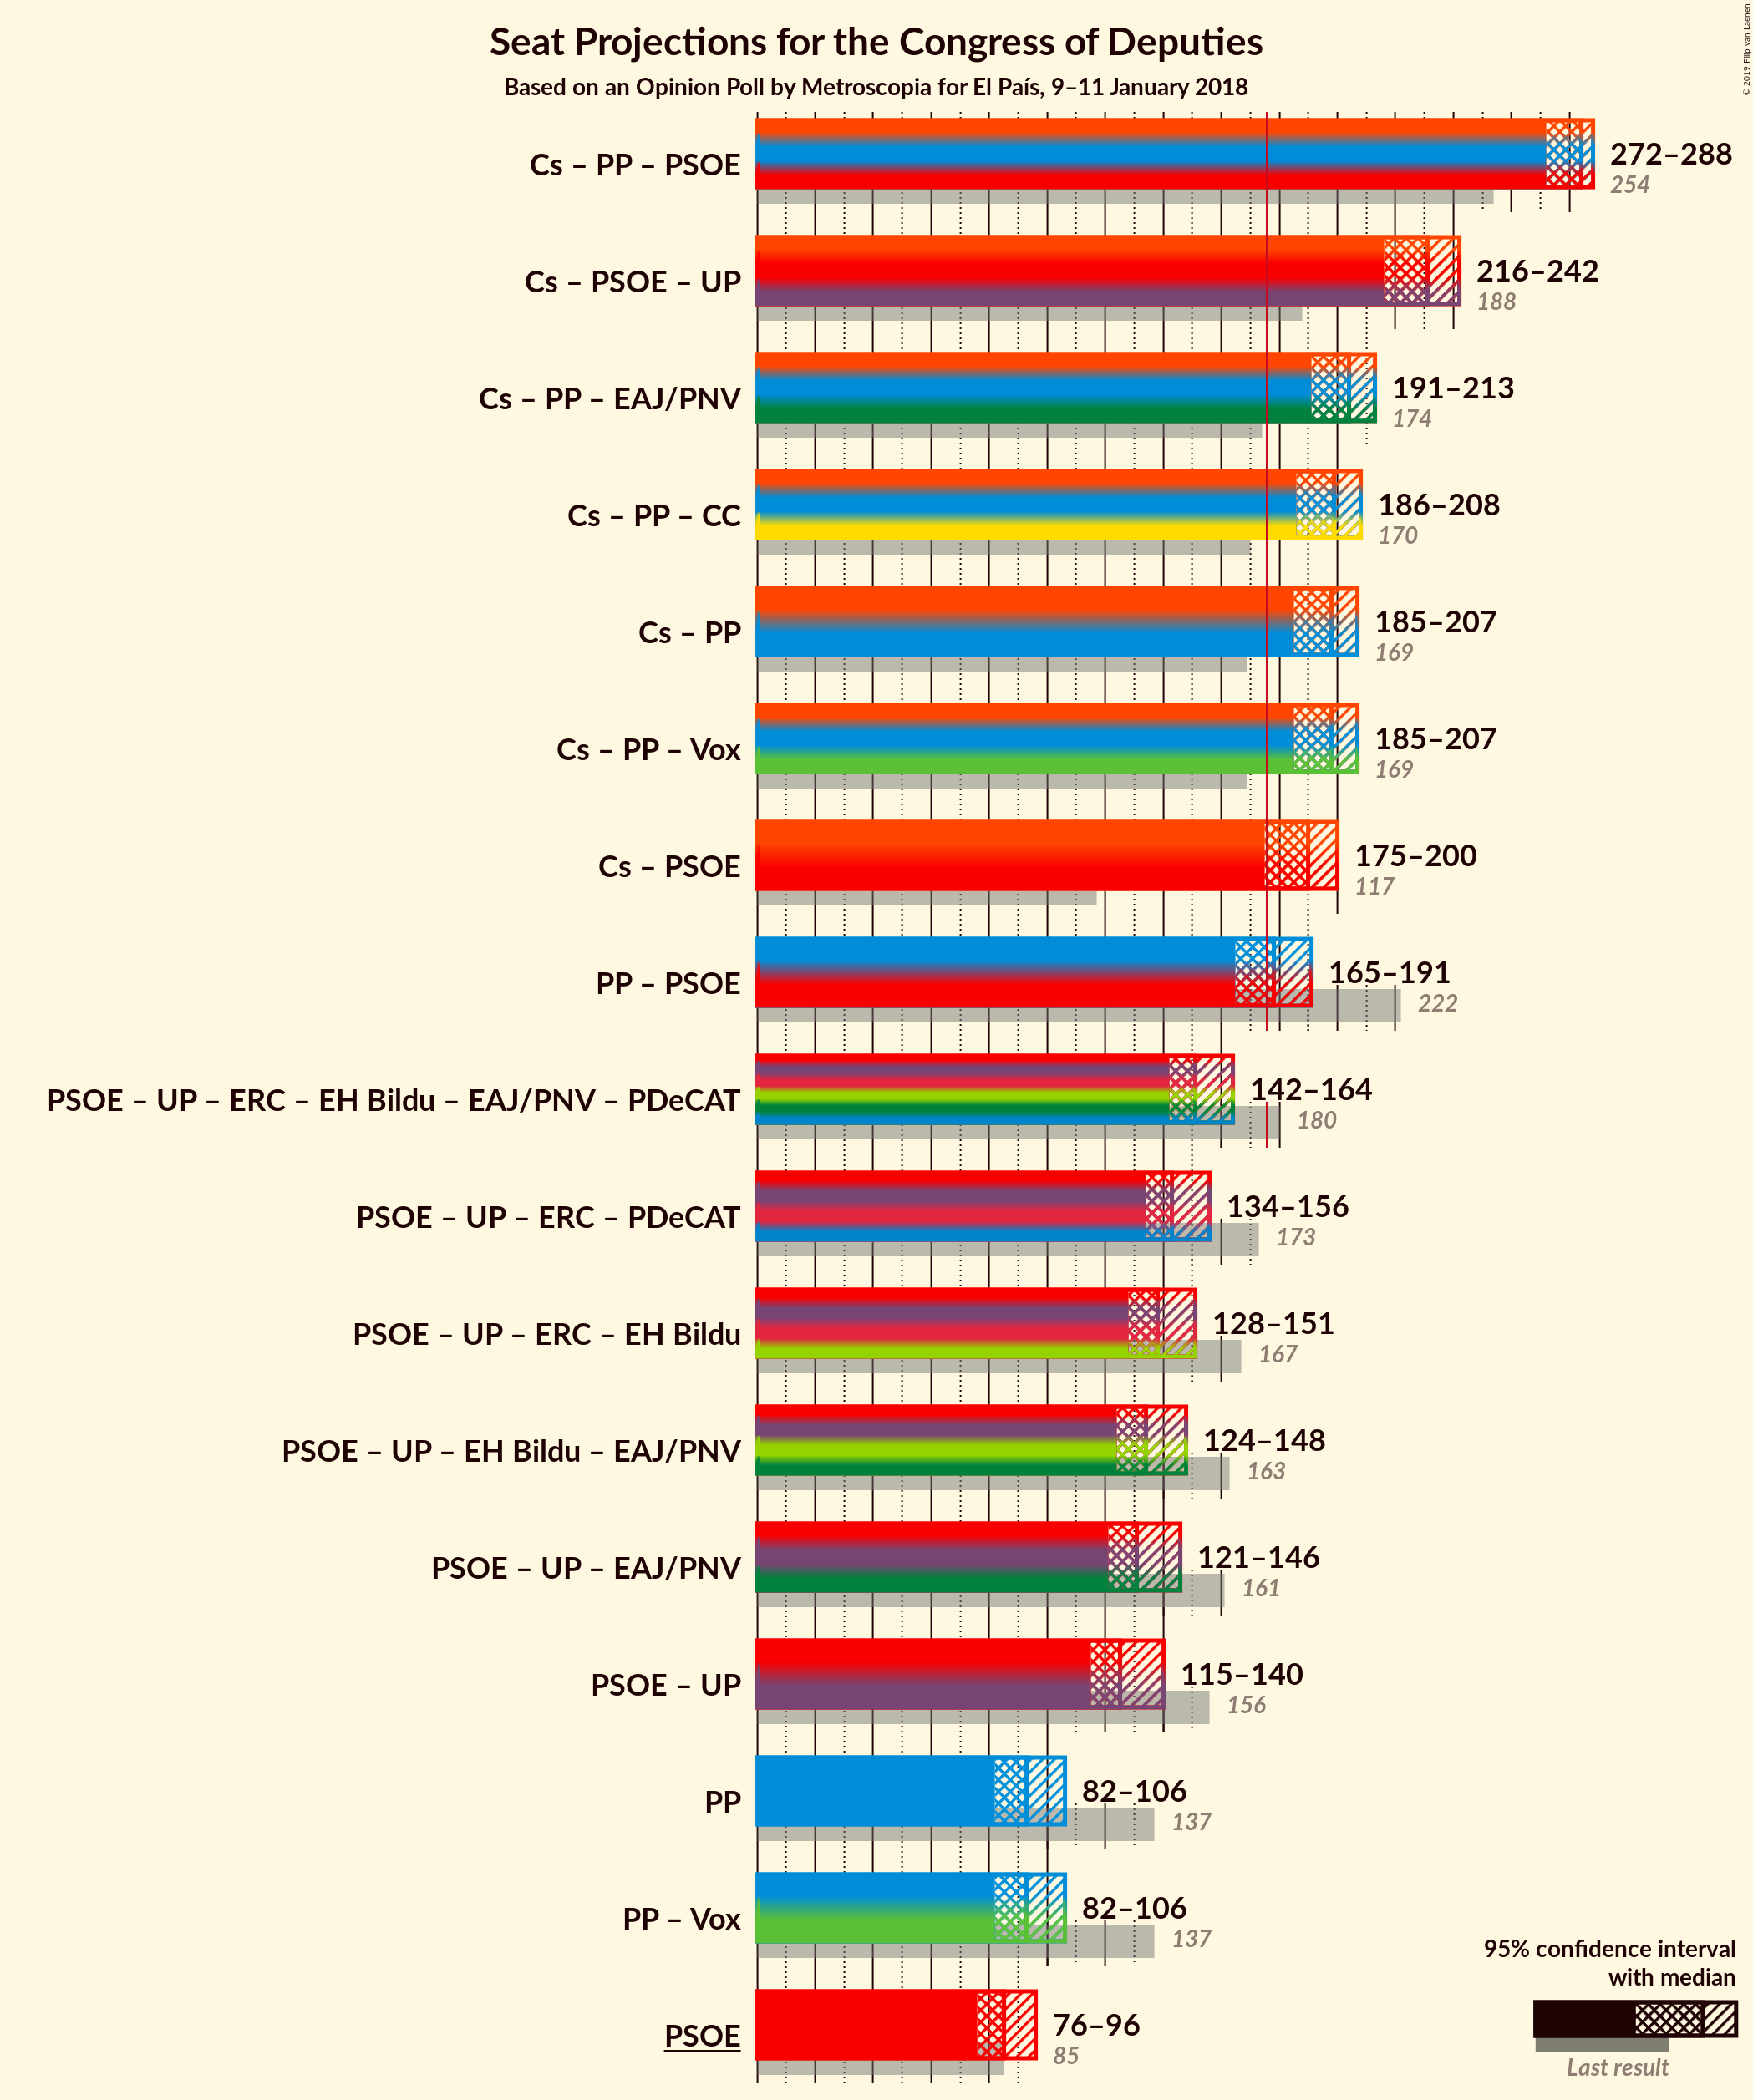 Seat Projections for the Congress of Deputies
Based on an Opinion Poll by Metroscopia for El País, 9–11 January 2018
© 2019 Filip van Laenen
Cs – PP – PSOE
272–288
254
Cs – PSOE – UP
216–242
188
Cs – PP – EAJ/PNV
191–213
174
Cs – PP – CC
186–208
170
Cs – PP
185–207
169
Cs – PP – Vox
185–207
169
Cs – PSOE
175–200
117
PP – PSOE
165–191
222
PSOE – UP – ERC – EH Bildu – EAJ/PNV – PDeCAT
142–164
180
PSOE – UP – ERC – PDeCAT
134–156
173
PSOE – UP – ERC – EH Bildu
128–151
167
PSOE – UP – EH Bildu – EAJ/PNV
124–148
163
PSOE – UP – EAJ/PNV
121–146
161
PSOE – UP
115–140
156
PP
82–106
137
PP – Vox
82–106
137
PSOE
76–96
85
95% confidence interval
with median
Last result